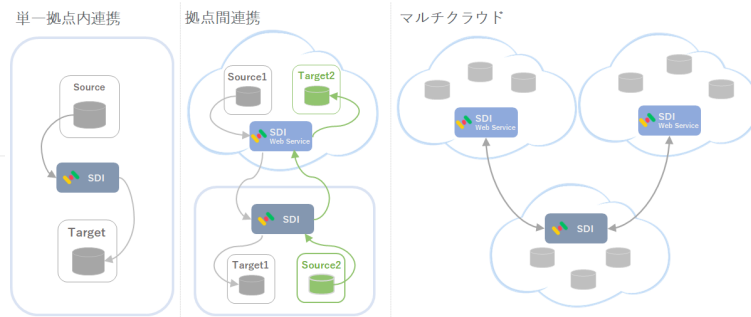 単一拠点内連携
Source
SDI
Target
拠点間連携
Source1
Target2
SDI
Web Service
SDI
Target1
Source2
マルチクラウド
SDI
Web Service
SDI
Web Service
SDI